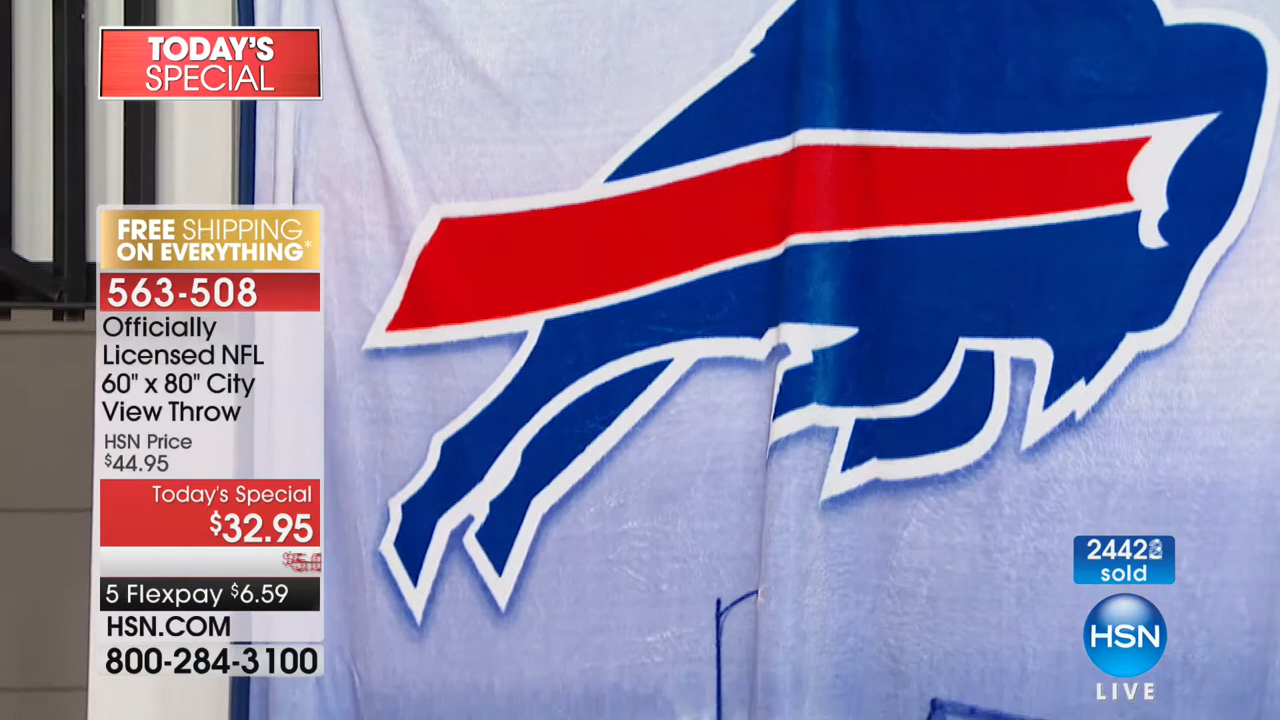 TODAY'S
SPECIAL
FREE SHIPPING
ON EVERYTHING*
563-508
Officially
Licensed NFL
60" x 80" City
View Throw
HSN Price
$44.95
Today's Special
$32.95
5 Flexpay $6.59
HSN.COM
800-284-3100
sold
HSN
LIVE